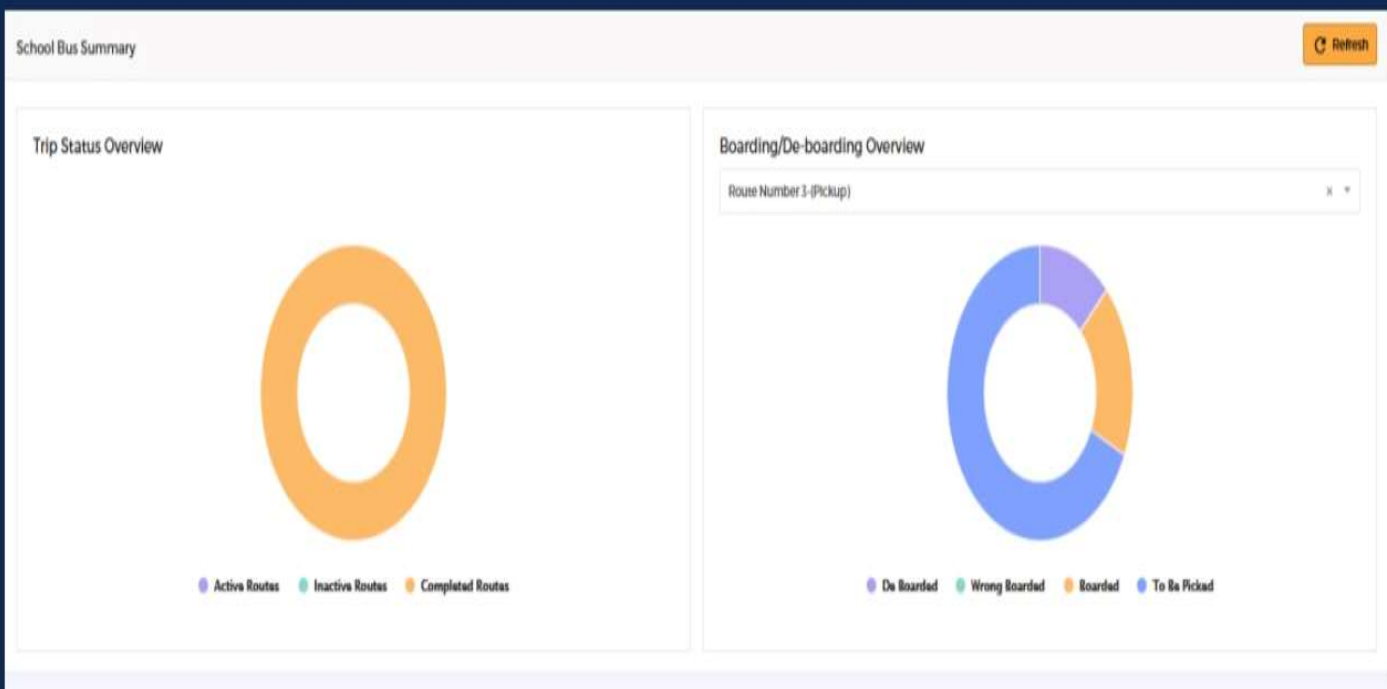 School Bus Summary
Refresh
Trip Status Overview
Active Routes Inactive Routes Completed Routes
Boarding/De-boarding Overview
Route Number 3-(Pickup)
De Boarded Wrong Boarded Boarded To Be Picked